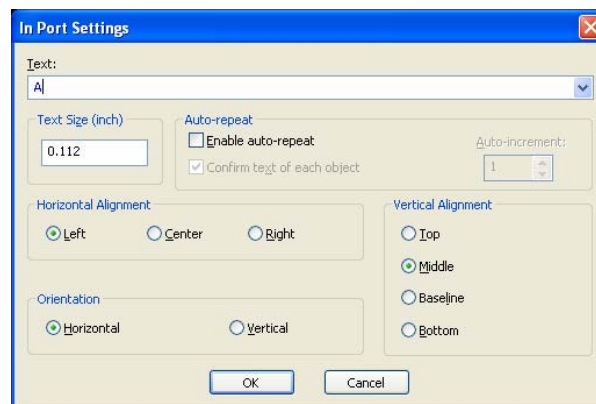 In Port Settings
Text:
A
Text Size (inch)
0.112
Auto-repeat
Enable auto-repeat
Confirm text of each object
Auto-increment:
1
Horizontal Alignment
Left
Center
Right
Vertical Alignment
Top
Middle
Baseline
Bottom
Orientation
Horizontal
Vertical
OK
Cancel